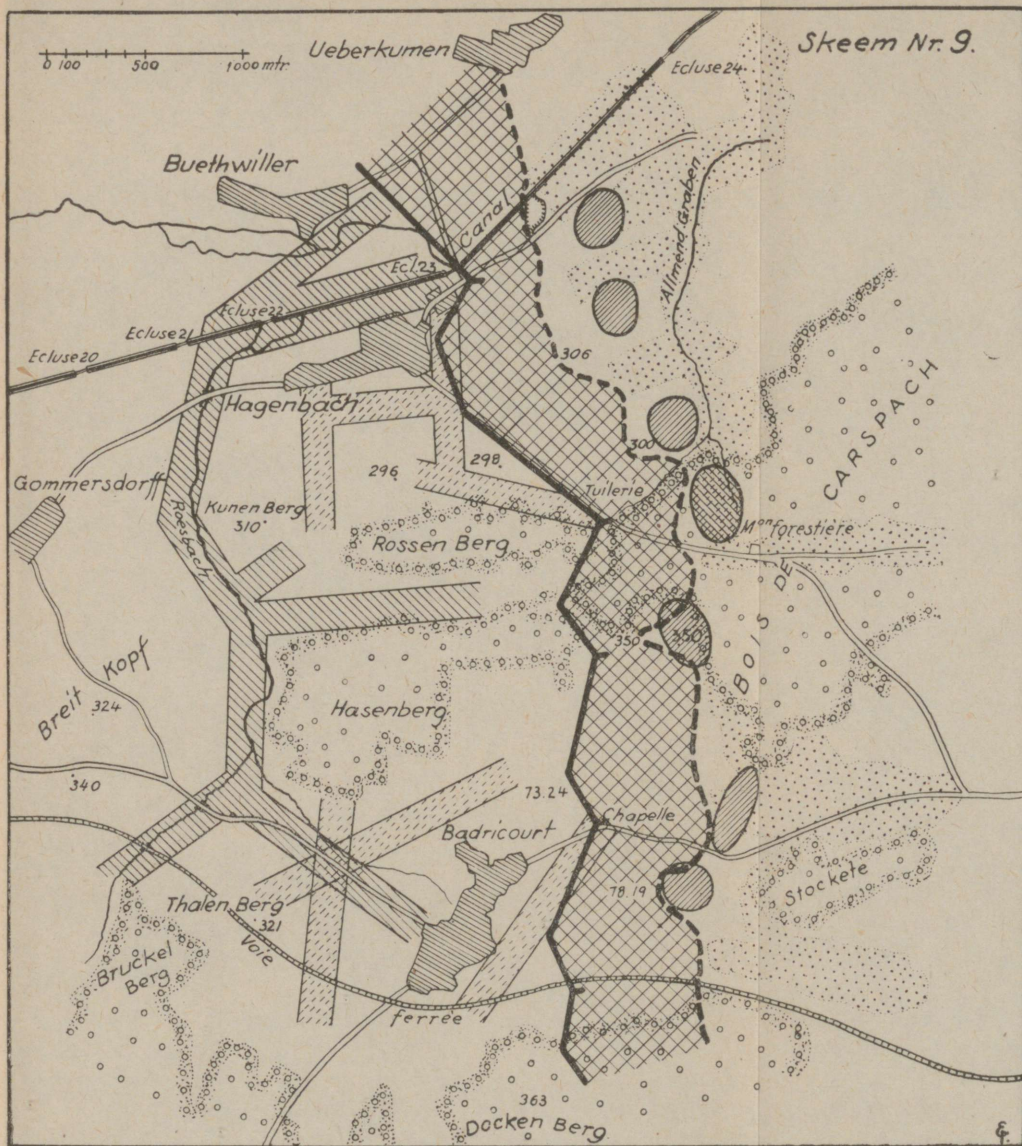 Skeem Nr. 9.
0 100 500 1000 mtr.
Ueberkumen
Ecluse 24
Buethwiller
Canal
Allmend Graben
Ecl. 23
Ecluse 22
Ecluse 21
Ecluse 20
306
Hagenbach
300
CARSPACH
298.
296.
Gommersdorff
Tuilerie
Kunen Berg
310
Roesbach
Rossen Berg
Mon forestière
BOIS DE
350
350
Breit Kopf
.324
Hasenberg
.340
73.24
Badricourt
Chapelle
78.19
Stockete
Thalen Berg
.321
Voie
ferrée
Bruckel
Berg
363
Docken Berg